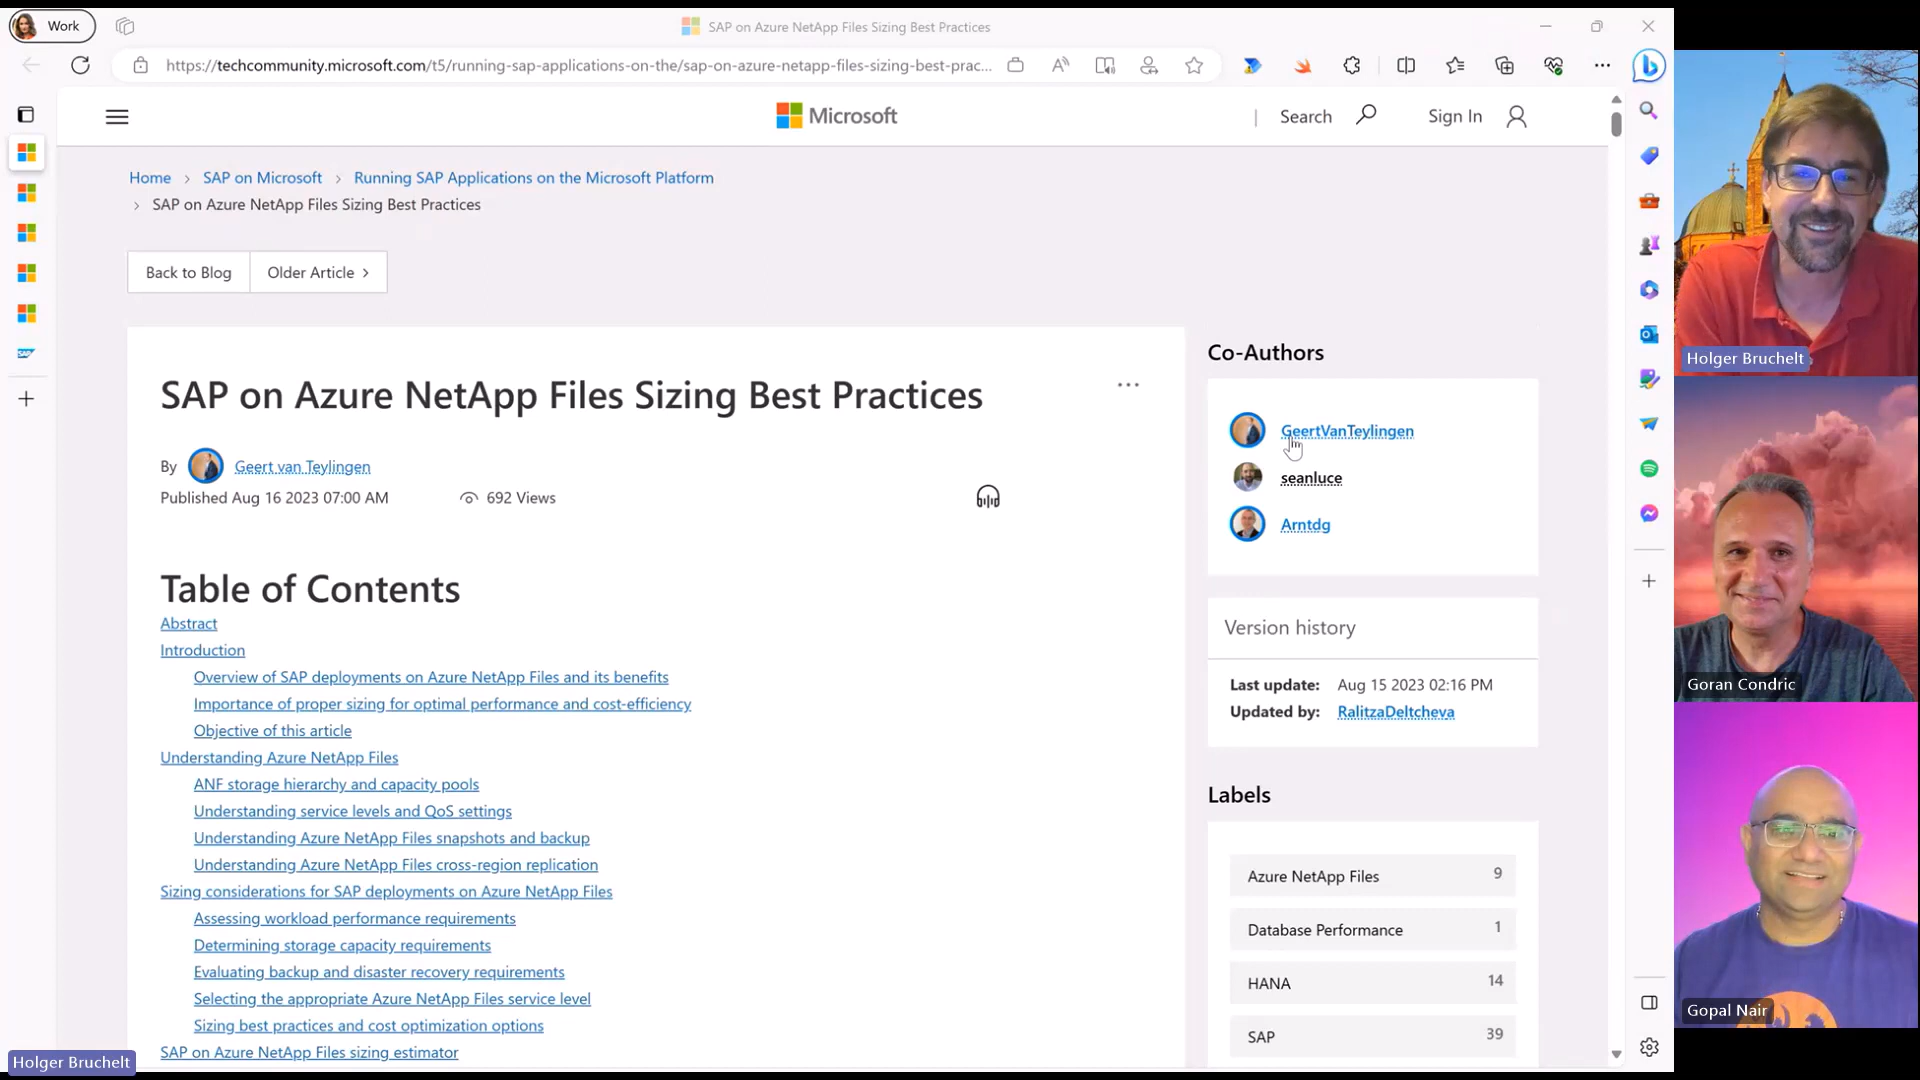 Work
SAP on Azure NetApp Files Sizing Best Practices
https://techcommunity.microsoft.com/t5/running-sap-applications-on-the/sap-on-azure-netapp-files-sizing-best-prac...
Microsoft
Search
Sign In
Home > SAP on Microsoft > Running SAP Applications on the Microsoft Platform
> SAP on Azure NetApp Files Sizing Best Practices
Back to Blog
Older Article >
SAP on Azure NetApp Files Sizing Best Practices
By Geert van Teylingen
Published Aug 16 2023 07:00 AM
692 Views
Table of Contents
Abstract
Introduction
Overview of SAP deployments on Azure NetApp Files and its benefits
Importance of proper sizing for optimal performance and cost-efficiency
Objective of this article
Understanding Azure NetApp Files
ANF storage hierarchy and capacity pools
Understanding service levels and QoS settings
Understanding Azure NetApp Files snapshots and backup
Understanding Azure NetApp Files cross-region replication
Sizing considerations for SAP deployments on Azure NetApp Files
Assessing workload performance requirements
Determining storage capacity requirements
Evaluating backup and disaster recovery requirements
Selecting the appropriate Azure NetApp Files service level
Sizing best practices and cost optimization options
SAP on Azure NetApp Files sizing estimator
Co-Authors
GeertVanTeylingen
seanluce
Arntdg
Version history
Last update: Aug 15 2023 02:16 PM
Updated by: RalitzaDeltcheva
Labels
Azure NetApp Files 9
Database Performance 1
HANA 14
SAP 39
Holger Bruchelt
Goran Condric
Gopal Nair
Holger Bruchelt
SAP